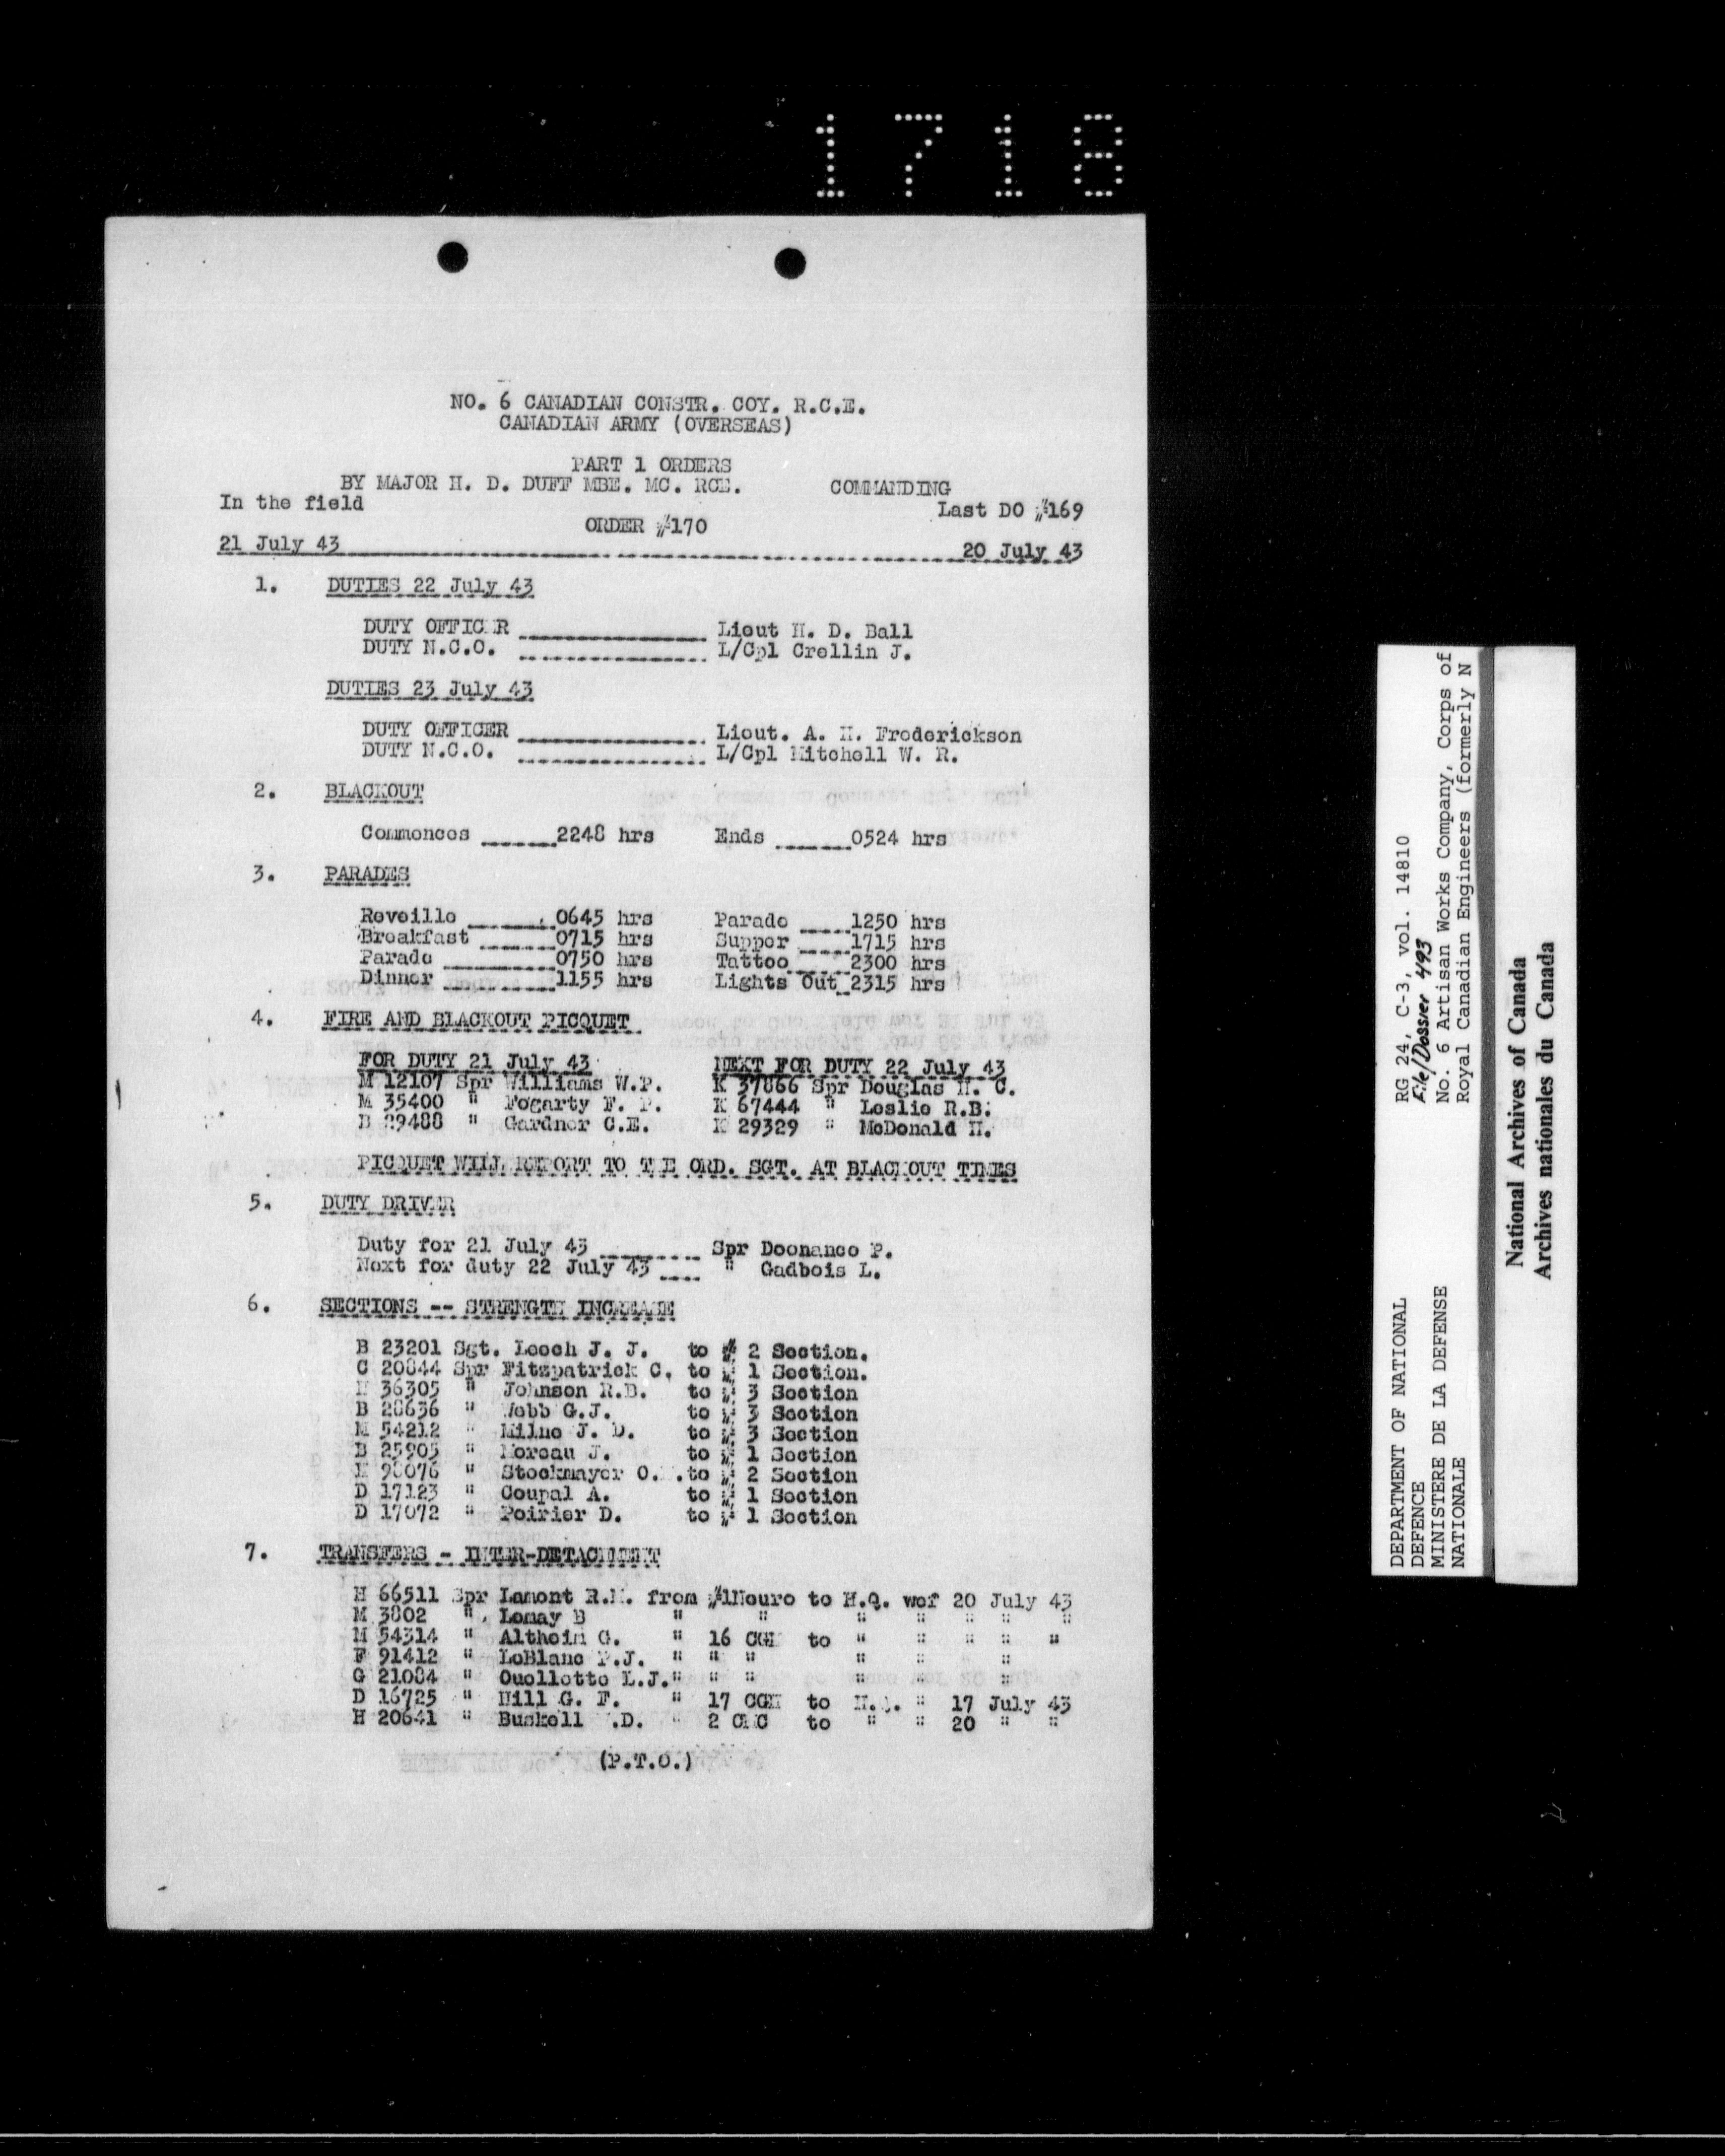 1718
NO. 6 CANADIAN CONSTR. COY. R.C.E.
CANADIAN ARMY (OVERSEAS)
PART 1 ORDERS
BY MAJOR H. D. DUFF MBE. MC. RCE. COMMANDING
In the field Last DO #169
ORDER #170
21 July 43 20 July 43
1. DUTIES 22 July 43
DUTY OFFICER Lieut H. D. Ball
DUTY N.C.O. L/Cpl Crellin J.
DUTIES 23 July 43
DUTY OFFICER Lieut. A. H. Frederickson
DUTY N.C.O. L/Cpl Mitchell W. R.
2. BLACKOUT
Commences 2248 hrs Ends 0524 hrs
3. PARADES
Reveille 0645 hrs Parade 1250 hrs
Breakfast 0715 hrs Supper 1715 hrs
Parade 0750 hrs Tattoo 2300 hrs
Dinner 1155 hrs Lights Out 2315 hrs
4. FIRE AND BLACKOUT PICQUET
FOR DUTY 21 July 43 NEXT FOR DUTY 22 July 43
M 12107 Spr Williams W.P. K 37866 Spr Douglas H. C.
M 35400 " Fogarty F. P. K 67444 " Leslie R.B.
B 29488 " Gardner C.E. K 29329 " McDonald H.
PICQUET WILL REPORT TO THE ORD. SGT. AT BLACKOUT TIMES
5. DUTY DRIVER
Duty for 21 July 43 Spr Doonanco P.
Next for duty 22 July 43 " Gadbois L.
6. SECTIONS -- STRENGTH INCREASE
B 23201 Sgt. Leech J. J. to # 2 Section.
C 20844 Spr Fitzpatrick C. to # 1 Section.
36305 " Johnson R.B. to # 3 Section
B 28636 " Webb G.J. to # 3 Section
M 54212 " Milne J. D. to # 3 Section
B 25905 " Moreau J. to # 1 Section
98076 " Stockmayer O. to # 2 Section
D 17123 " Coupal A. to # 1 Section
D 17072 " Poirier D. to # 1 Section
7. TRANSFERS - INTER-DETACHMENT
H 66511 Spr Lamont R.M. from #1Neuro to H.Q. wef 20 July 43
M 3802 " Lemay B " " " " " " "
M 54314 " Altheim G. " 16 CGH to " " " " "
F 91412 " LeBlanc P.J. " " " " " "
G 21084 " Ouellette L.J. " " " " " "
D 16725 " Hill G. F. " 17 CGH to H.Q. " 17 July 43
H 20641 " Buskell .D. " 2 to " " 20 " "
(P.T.O.)
DEPARTMENT OF NATIONAL DEFENCE
MINISTERE DE LA DEFENSE NATIONALE
RG 24, C-3, vol. 14810
File/Dossier 493
No. 6 Artisan Works Company, Corps of
Royal Canadian Engineers (formerly N
National Archives of Canada
Archives nationales du Canada